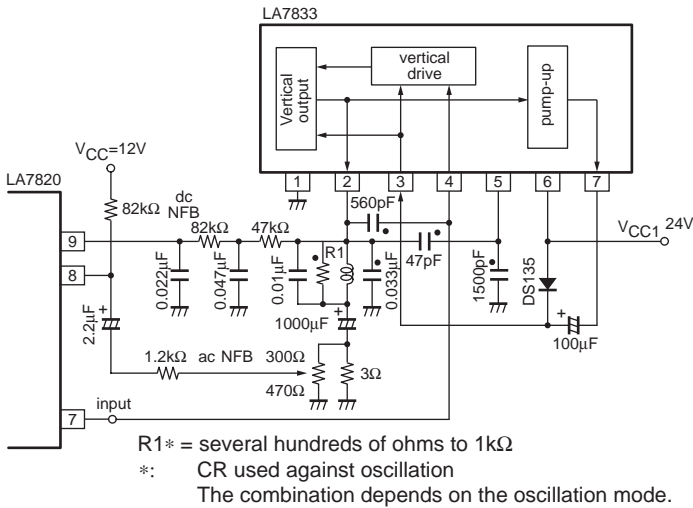 LA7833
Vertical output
vertical drive
pump-up
VCC=12V
LA7820
1 2 3 4 5 6 7
82kΩ
dc NFB
560pF
VCC1 24V
9
82kΩ
47kΩ
R1
47pF
8
0.022μF
0.047μF
0.01μF
0.033μF
1500pF
DS135
2.2μF
+
1000μF
+
+
100μF
1.2kΩ
ac NFB
300Ω
470Ω
3Ω
7
input
R1* = several hundreds of ohms to 1kΩ
*: CR used against oscillation
The combination depends on the oscillation mode.